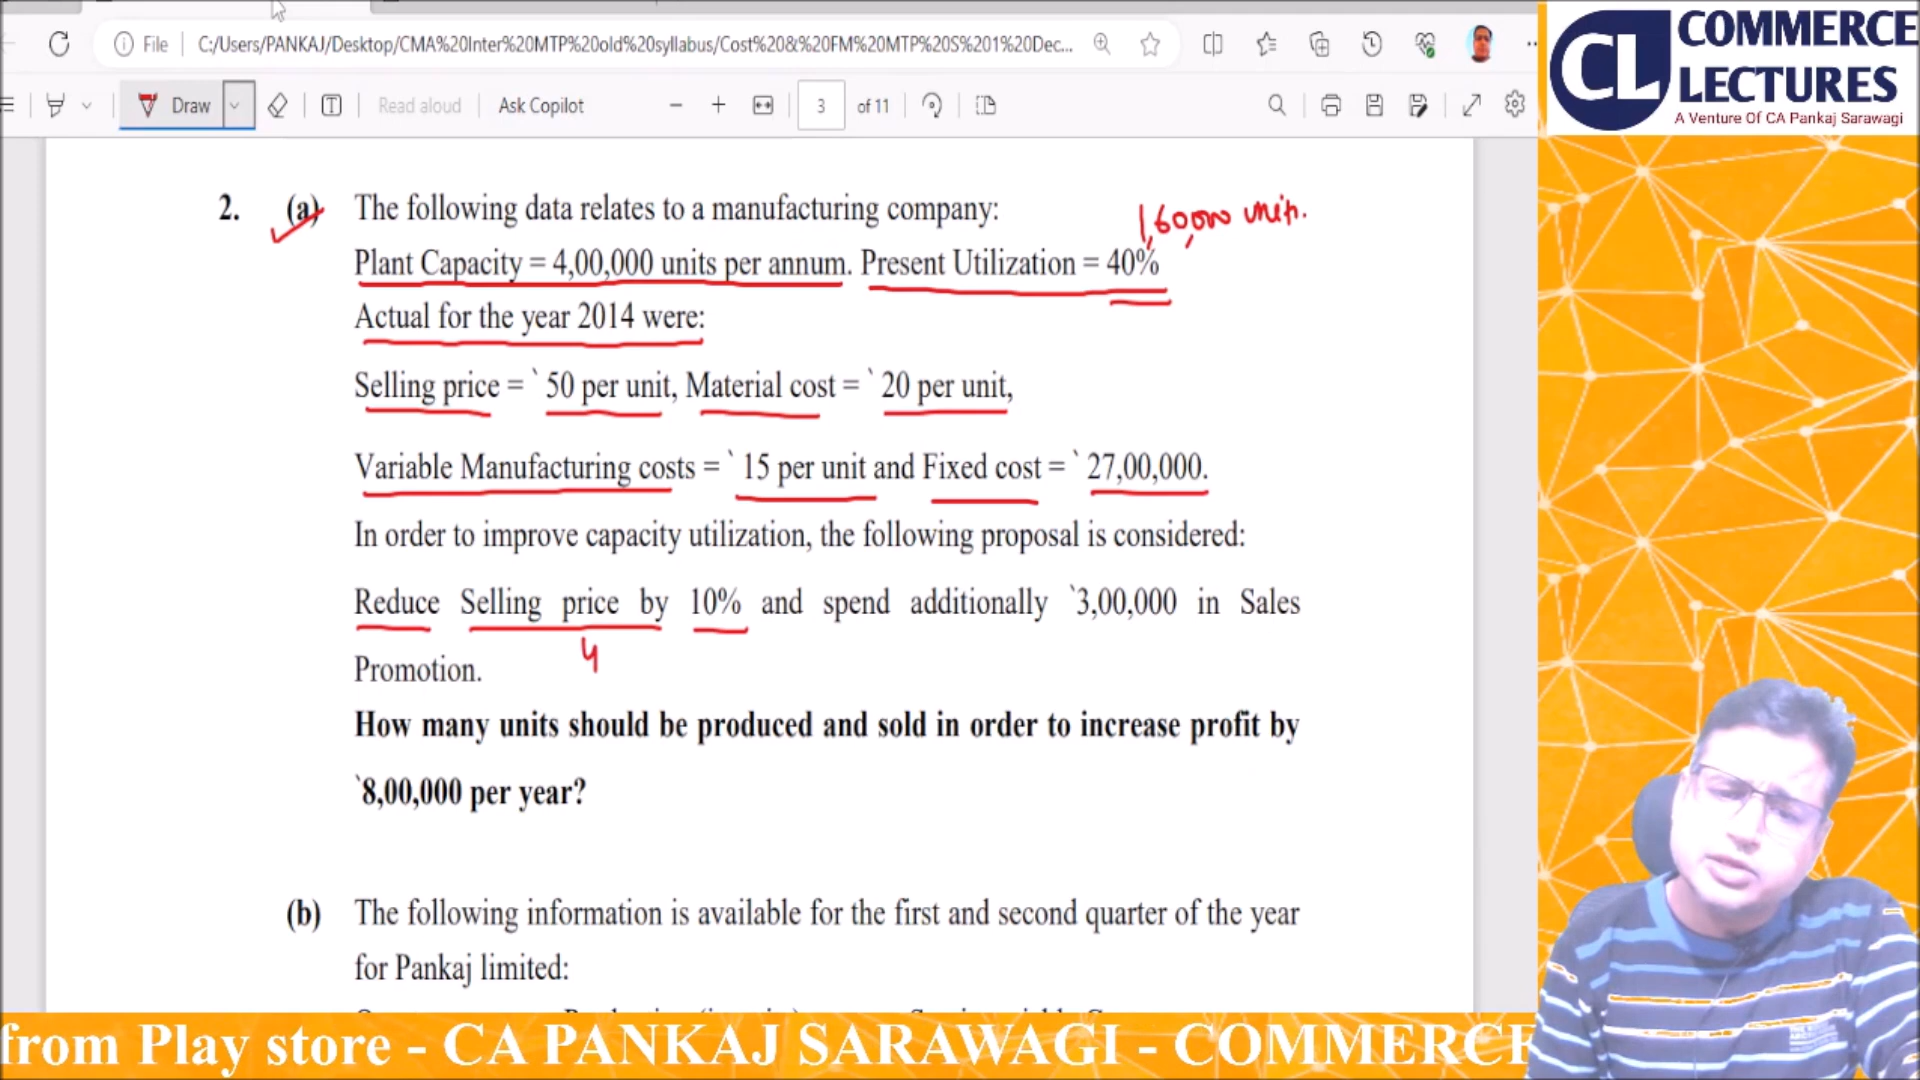 File C:/Users/PANKAJ/Desktop/CMA%20Inter%20MTP%20old%20syllabus/Cost%20&%20FM%20MTP%20S%201%20Dec...
COMMERCE
CL LECTURES
A Venture Of CA Pankaj Sarawagi
Draw Read aloud Ask Copilot 3 of 11
2. (a) The following data relates to a manufacturing company:
1,60,000 units.
Plant Capacity = 4,00,000 units per annum. Present Utilization = 40%
Actual for the year 2014 were:
Selling price = ` 50 per unit, Material cost = ` 20 per unit,
Variable Manufacturing costs = ` 15 per unit and Fixed cost = ` 27,00,000.
In order to improve capacity utilization, the following proposal is considered:
Reduce Selling price by 10% and spend additionally `3,00,000 in Sales
4
Promotion.
How many units should be produced and sold in order to increase profit by
`8,00,000 per year?
(b) The following information is available for the first and second quarter of the year
for Pankaj limited:
from Play store - CA PANKAJ SARAWAGI - COMMERCE